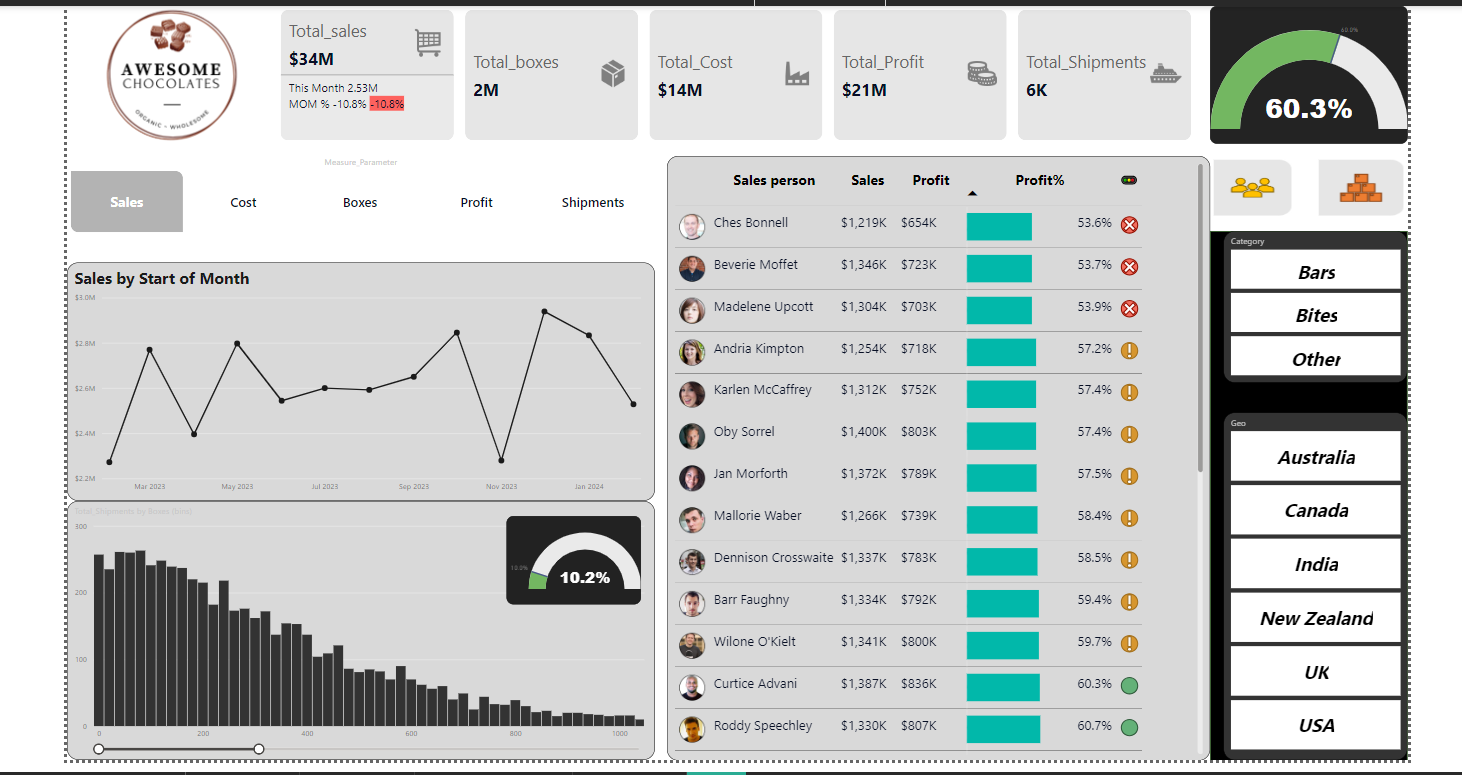 AWESOME
CHOCOLATES
ORGANIC • WHOLESOME
Total_sales
$34M
This Month 2.53M
MOM % -10.8% -10.8%
Total_boxes
2M
Total_Cost
$14M
Total_Profit
$21M
Total_Shipments
6K
60.0%
60.3%
Measure_Parameter
Sales
Cost
Boxes
Profit
Shipments
Sales by Start of Month
$3.0M
$2.8M
$2.6M
$2.4M
$2.2M
Mar 2023
May 2023
Jul 2023
Sep 2023
Nov 2023
Jan 2024
Total_Shipments by Boxes (bins)
300
200
100
0
0
200
400
600
800
1000
10.0%
10.2%
Sales person Sales Profit Profit%
Ches Bonnell $1,219K $654K 53.6%
Beverie Moffet $1,346K $723K 53.7%
Madelene Upcott $1,304K $703K 53.9%
Andria Kimpton $1,254K $718K 57.2%
Karlen McCaffrey $1,312K $752K 57.4%
Oby Sorrel $1,400K $803K 57.4%
Jan Morforth $1,372K $789K 57.5%
Mallorie Waber $1,266K $739K 58.4%
Dennison Crosswaite $1,337K $783K 58.5%
Barr Faughny $1,334K $792K 59.4%
Wilone O'Kielt $1,341K $800K 59.7%
Curtice Advani $1,387K $836K 60.3%
Roddy Speechley $1,330K $807K 60.7%
Category
Bars
Bites
Other
Geo
Australia
Canada
India
New Zealand
UK
USA